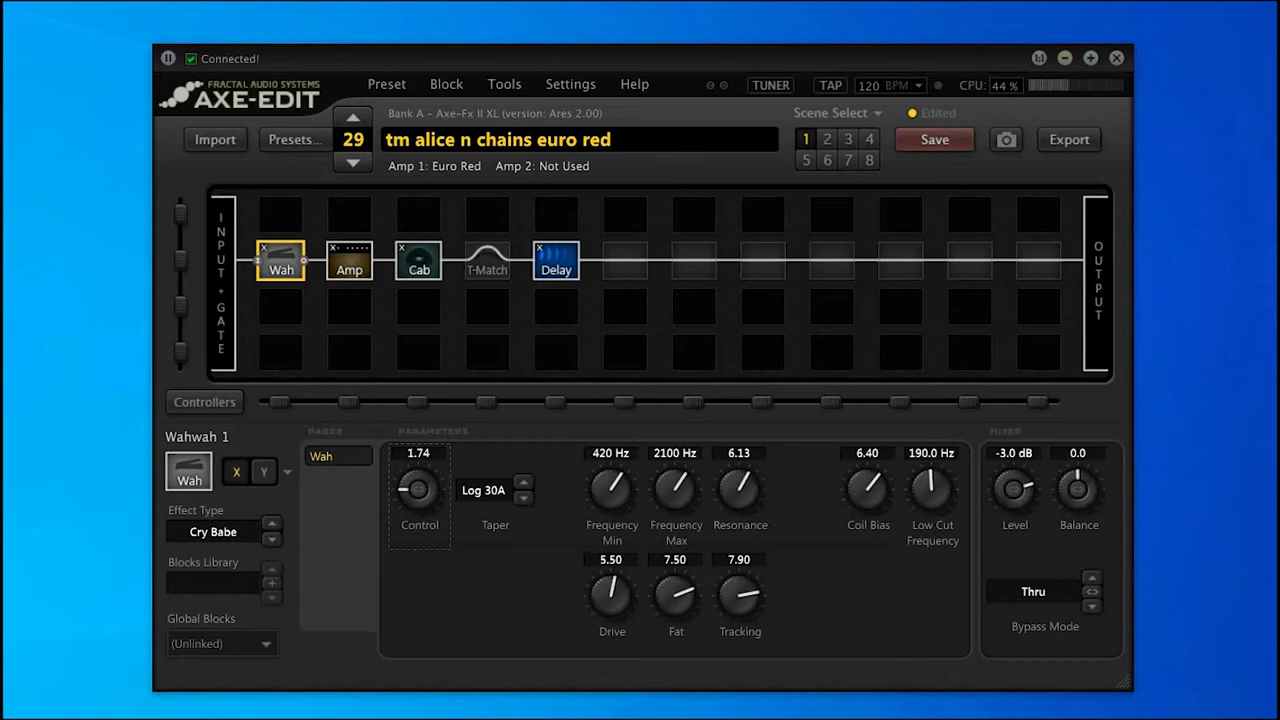 Connected!
1:1
FRACTAL AUDIO SYSTEMS
AXE-EDIT
Preset Block Tools Settings Help
TUNER TAP 120 BPM CPU: 44 %
Bank A - Axe-Fx II XL (version: Ares 2.00)
Scene Select Edited
Import Presets... 29 tm alice n chains euro red 1 2 3 4 Save Export
Amp 1: Euro Red Amp 2: Not Used 5 6 7 8
INPUT + GATE
X Wah
X Amp
X Cab
T-Match
X Delay
OUTPUT
Controllers
Wahwah 1
PAGES PARAMETERS MIXER
Wah X Y
Effect Type
Cry Babe
Blocks Library
Global Blocks
(Unlinked)
Wah
1.74 420 Hz 2100 Hz 6.13 6.40 190.0 Hz -3.0 dB 0.0
Log 30A
Control Taper Frequency Min Frequency Max Resonance Coil Bias Low Cut Frequency Level Balance
5.50 7.50 7.90
Thru
Drive Fat Tracking Bypass Mode